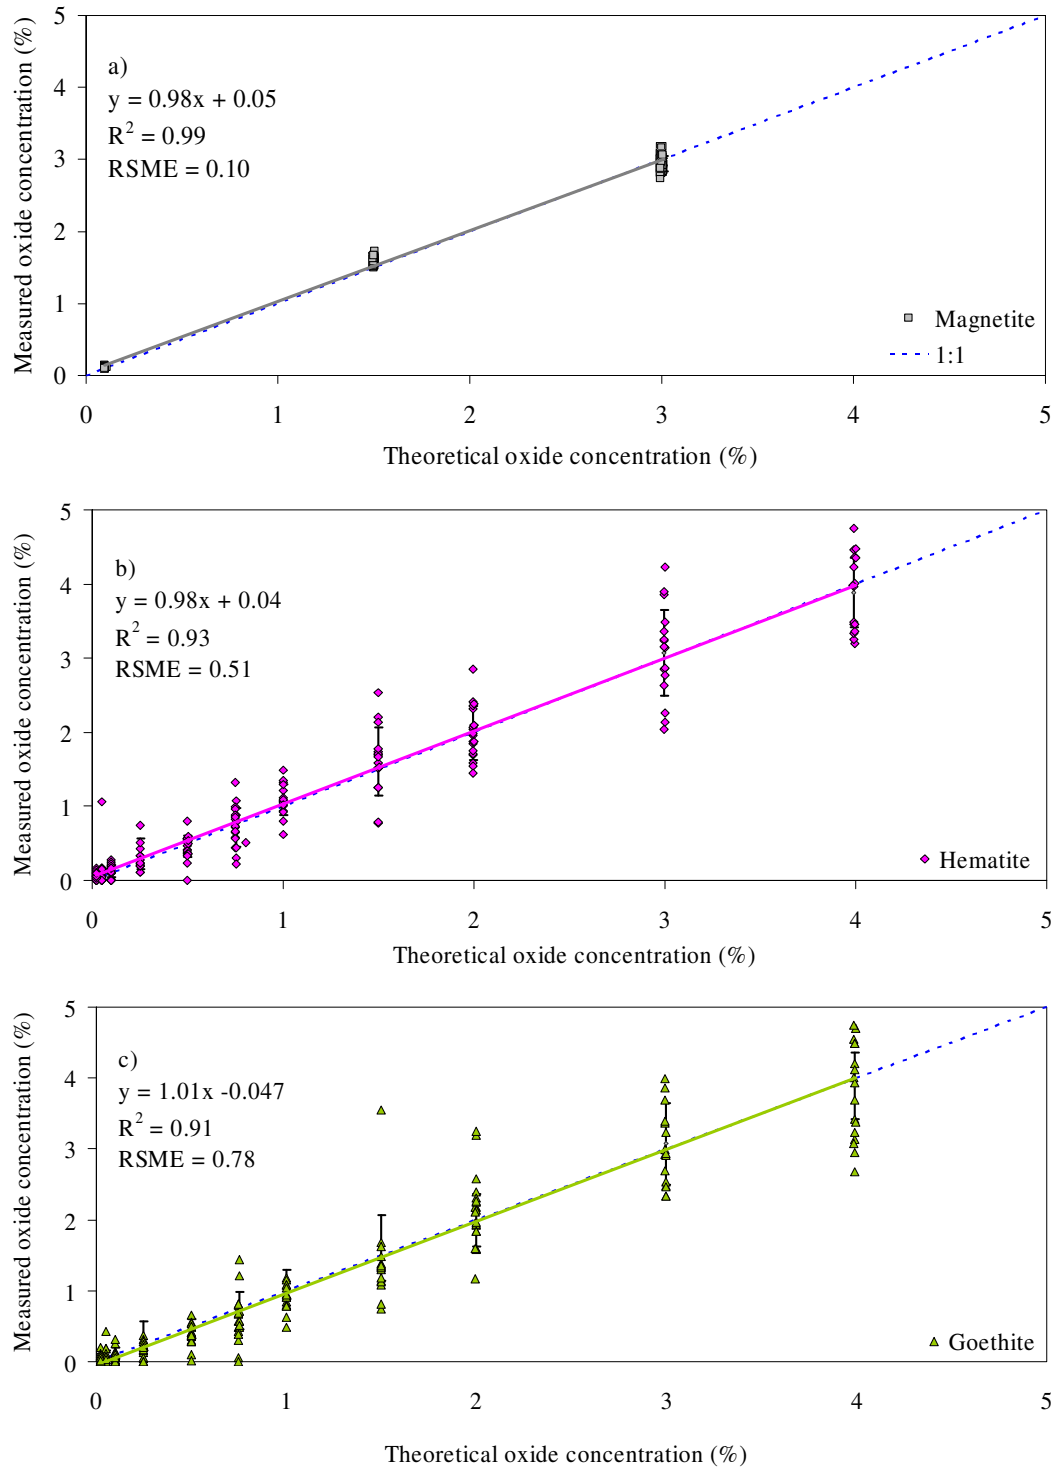 Measured oxide concentration (%)
5
4
3
2
1
0
a)
y = 0.98x + 0.05
R² = 0.99
RSME = 0.10
Magnetite
1:1
0 1 2 3 4 5
Theoretical oxide concentration (%)
Measured oxide concentration (%)
5
4
3
2
1
0
b)
y = 0.98x + 0.04
R² = 0.93
RSME = 0.51
Hematite
0 1 2 3 4 5
Theoretical oxide concentration (%)
Measured oxide concentration (%)
5
4
3
2
1
0
c)
y = 1.01x -0.047
R² = 0.91
RSME = 0.78
Goethite
0 1 2 3 4 5
Theoretical oxide concentration (%)